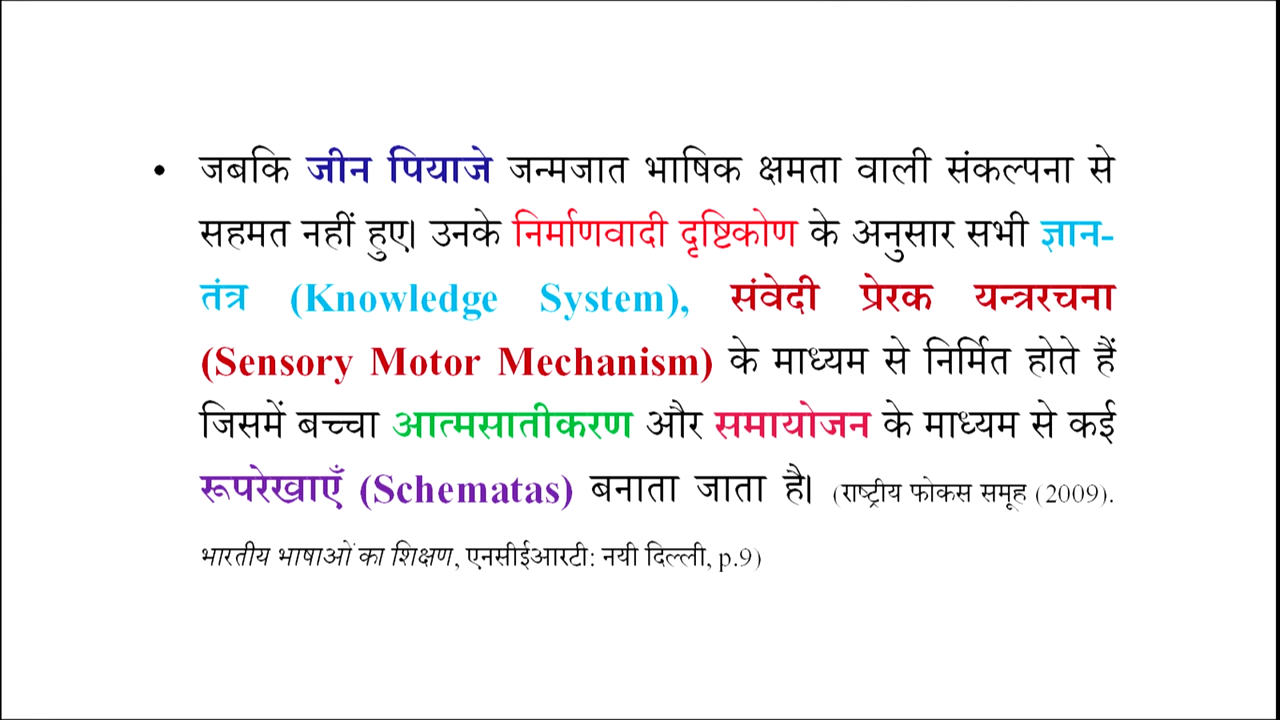 • जबकि जीन पियाजे जन्मजात भाषिक क्षमता वाली संकल्पना से
सहमत नहीं हुए। उनके निर्माणवादी दृष्टिकोण के अनुसार सभी ज्ञान-
तंत्र (Knowledge System), संवेदी प्रेरक यन्त्ररचना
(Sensory Motor Mechanism) के माध्यम से निर्मित होते हैं
जिसमें बच्चा आत्मसातीकरण और समायोजन के माध्यम से कई
रूपरेखाएँ (Schematas) बनाता जाता है। (राष्ट्रीय फोकस समूह (2009).
भारतीय भाषाओं का शिक्षण, एनसीईआरटी: नयी दिल्ली, p.9)